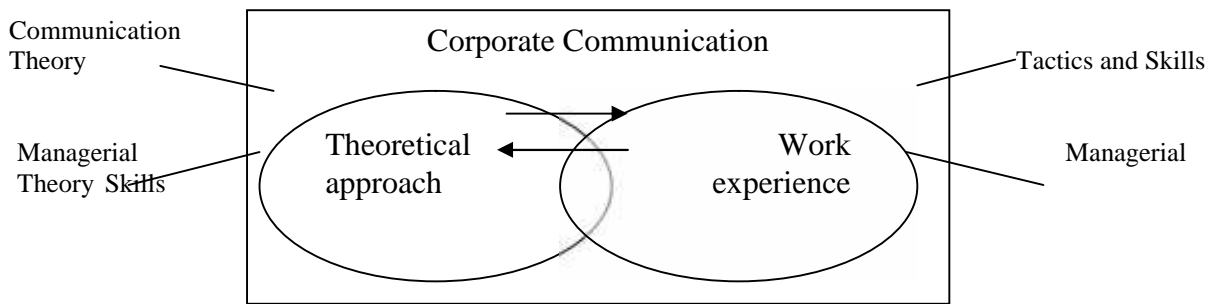 Corporate Communication
Communication
Theory
Tactics and Skills
Managerial
Theory Skills
Theoretical
approach
Work
experience
Managerial